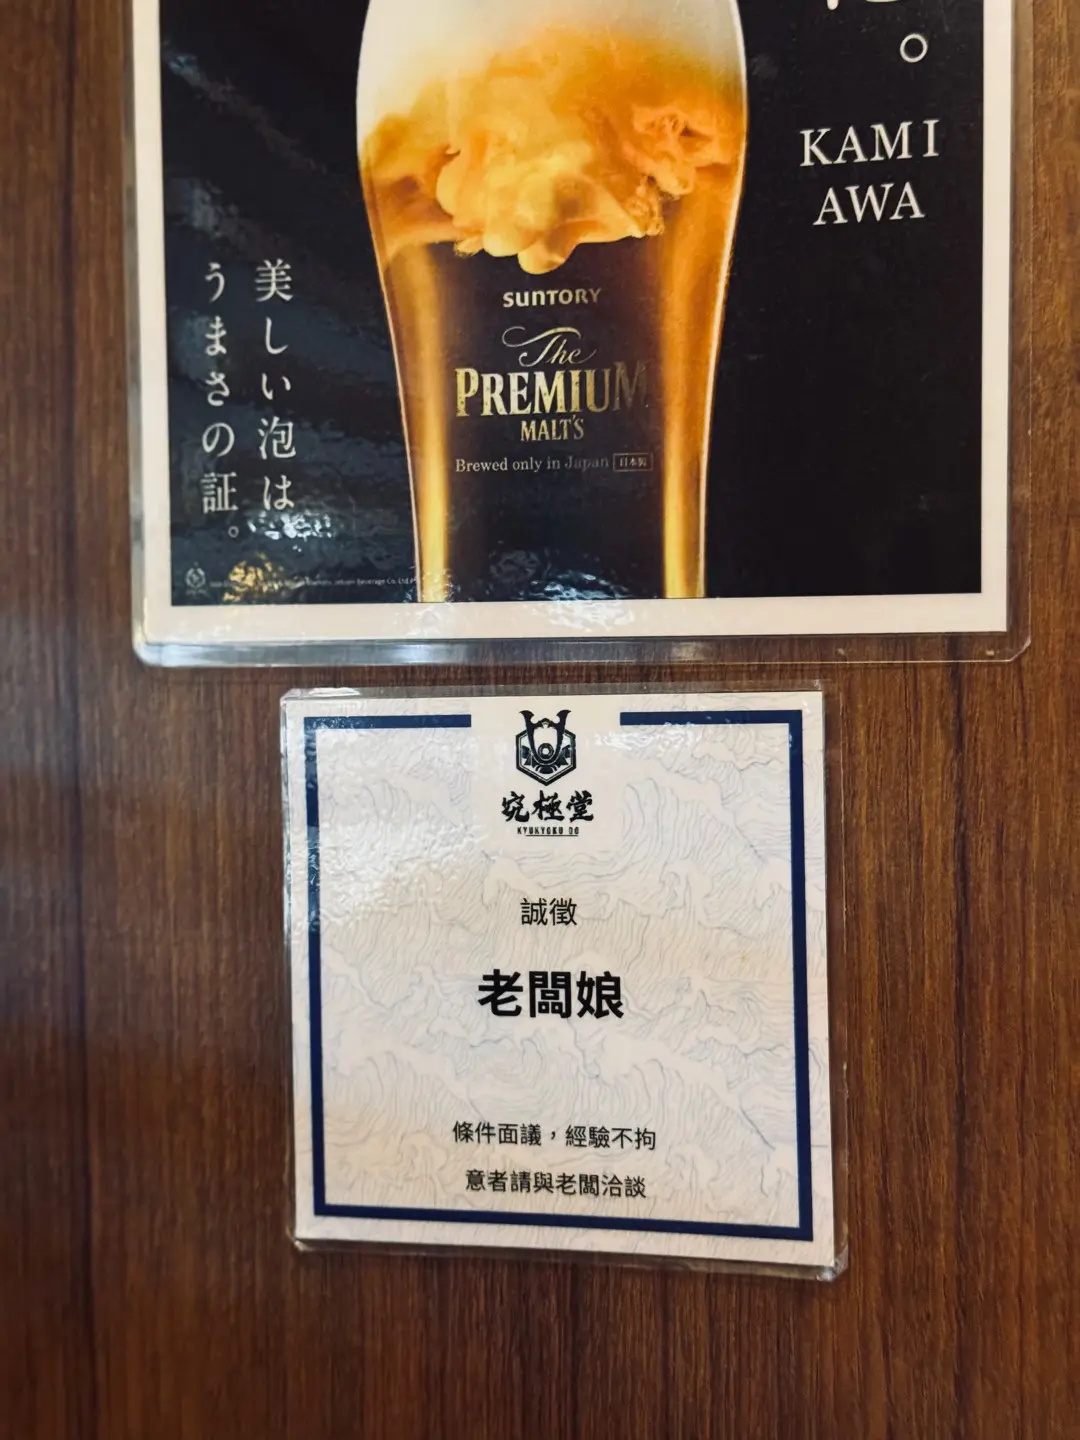 。
KAMI
AWA
美しい泡は
うまさの証。
SUNTORY
The
PREMIUM
MALT'S
Brewed only in Japan 日本製
究極堂
KYUKYOKU DO
誠徵
老闆娘
條件面議，經驗不拘
意者請與老闆洽談